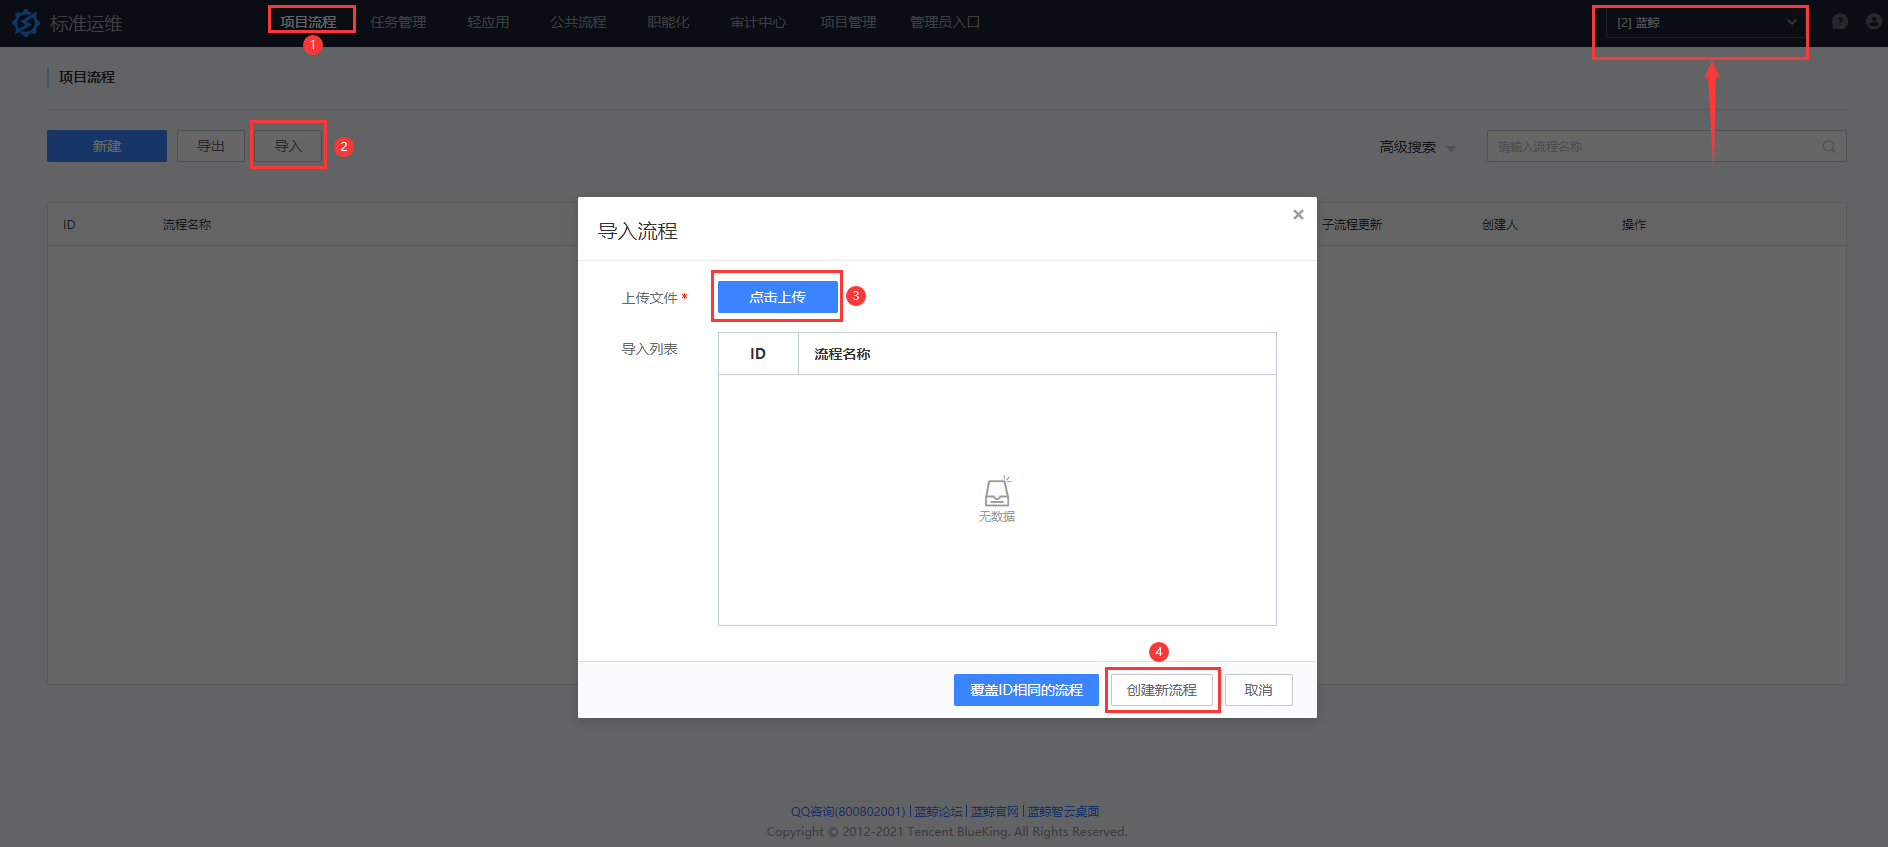 标准运维 项目流程 任务管理 轻应用 公共流程 职能化 审计中心 项目管理 管理员入口 [2] 蓝鲸
1
项目流程
新建 导出 导入 2 高级搜索 请输入流程名称
ID 流程名称 子流程更新 创建人 操作
导入流程
上传文件 * 点击上传 3
导入列表
ID 流程名称
无数据
4
覆盖ID相同的流程 创建新流程 取消
QQ咨询(800802001) | 蓝鲸论坛 | 蓝鲸官网 | 蓝鲸智云桌面
Copyright © 2012-2021 Tencent BlueKing. All Rights Reserved.